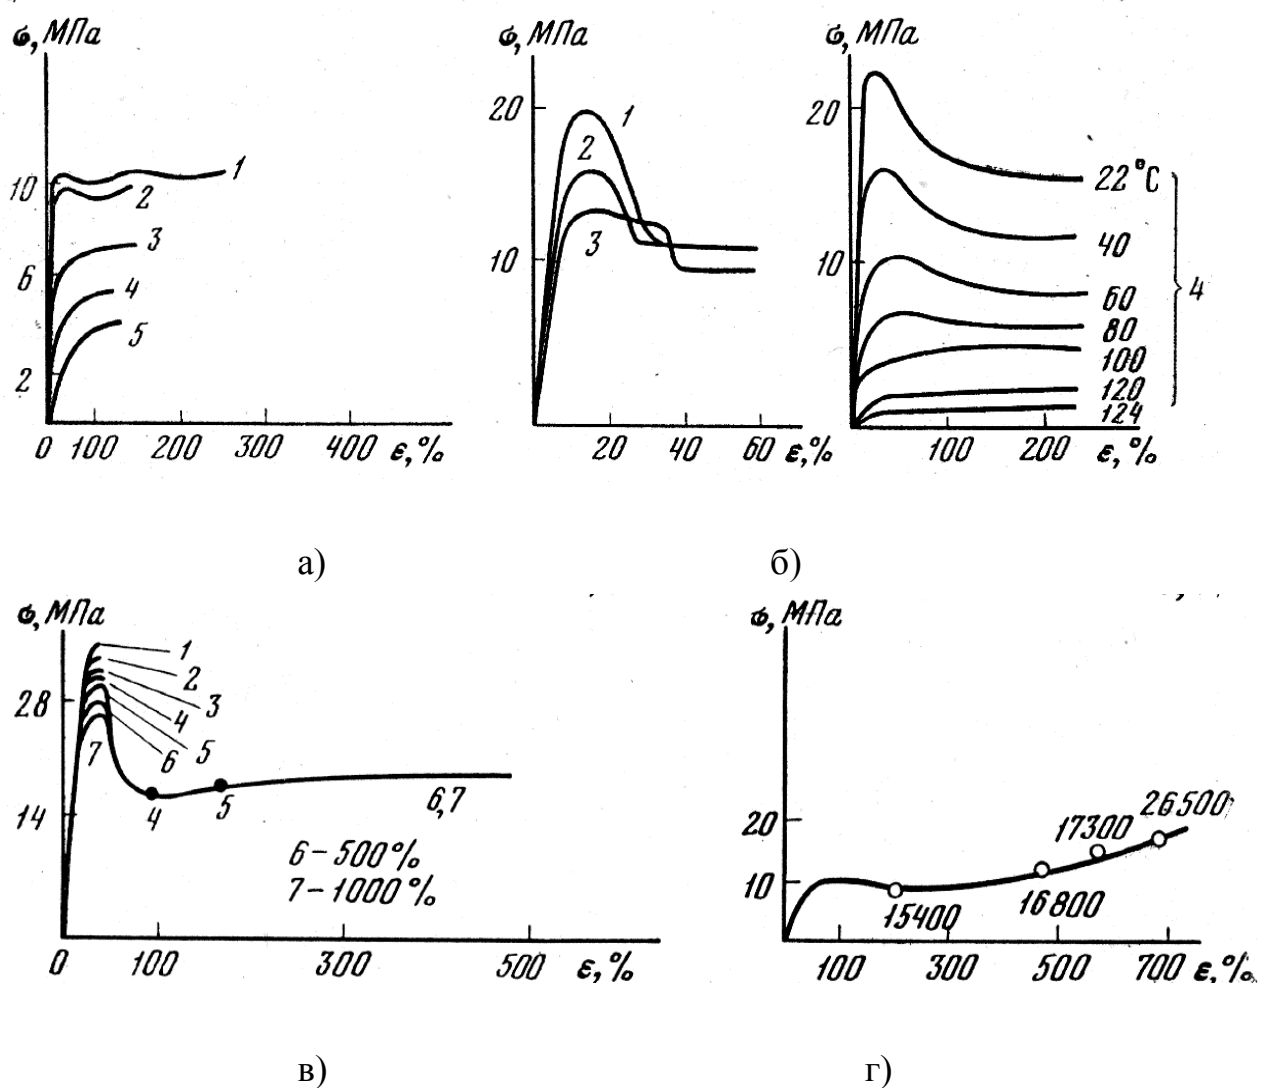 σ, МПа
10
6
2
0 100 200 300 400 ε,%
1
2
3
4
5
а)
σ, МПа
20
10
20 40 60 ε,%
1
2
3
σ, МПа
20
10
100 200 ε,%
22°C
40
60
80
100
120
124
4
б)
σ, МПа
28
14
0 100 300 500 ε,%
1
2
3
4
5
6
7
4
5
6,7
6 – 500%
7 – 1000%
в)
σ, МПа
20
10
100 300 500 700 ε,%
15400
16800
17300
26500
г)